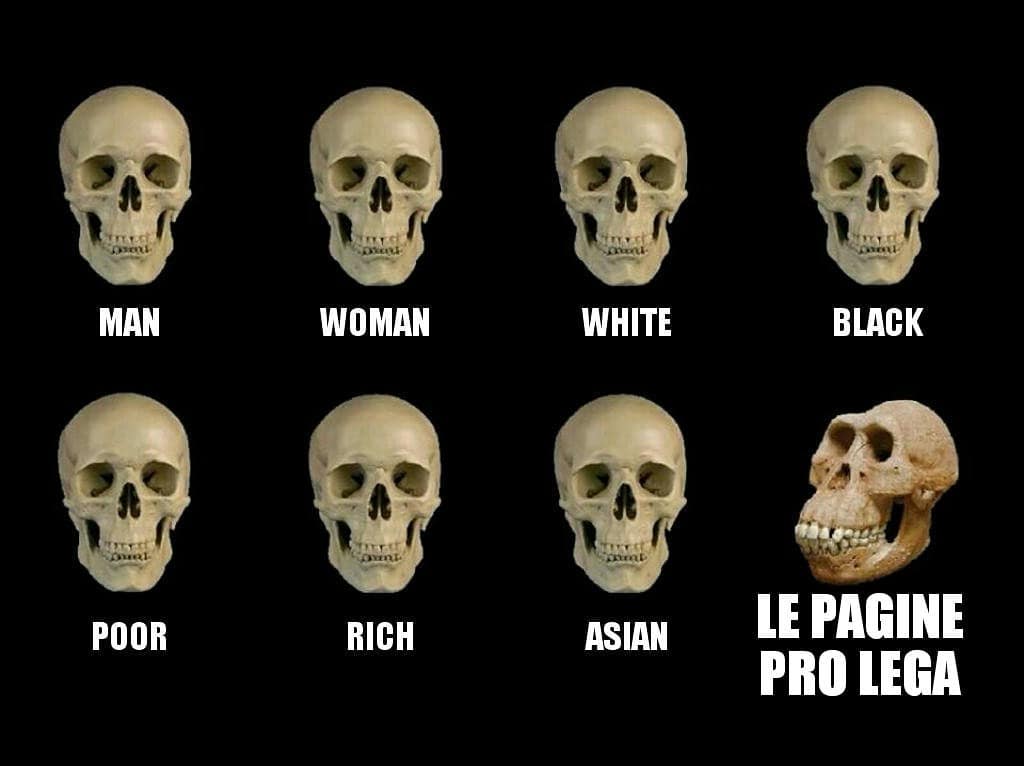 MAN
WOMAN
WHITE
BLACK
POOR
RICH
ASIAN
LE PAGINE
PRO LEGA